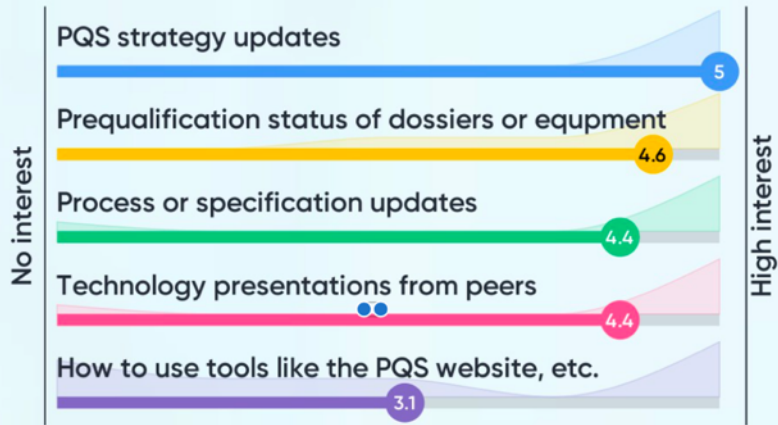 PQS strategy updates
5
Prequalification status of dossiers or equpment
4.6
Process or specification updates
4.4
Technology presentations from peers
4.4
How to use tools like the PQS website, etc.
3.1
No interest
High interest